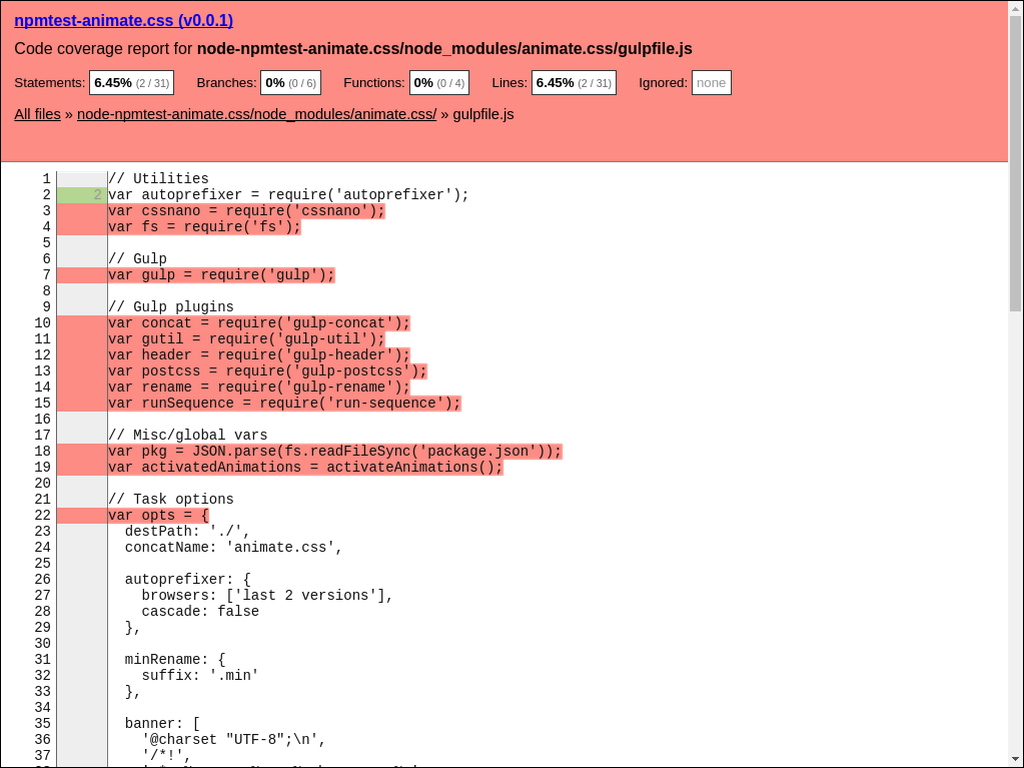 npmtest-animate.css (v0.0.1)
Code coverage report for node-npmtest-animate.css/node_modules/animate.css/gulpfile.js
Statements: 6.45% (2 / 31) Branches: 0% (0 / 6) Functions: 0% (0 / 4) Lines: 6.45% (2 / 31) Ignored: none
All files » node-npmtest-animate.css/node_modules/animate.css/ » gulpfile.js
1 // Utilities
2 2 var autoprefixer = require('autoprefixer');
3 var cssnano = require('cssnano');
4 var fs = require('fs');
5
6 // Gulp
7 var gulp = require('gulp');
8
9 // Gulp plugins
10 var concat = require('gulp-concat');
11 var gutil = require('gulp-util');
12 var header = require('gulp-header');
13 var postcss = require('gulp-postcss');
14 var rename = require('gulp-rename');
15 var runSequence = require('run-sequence');
16
17 // Misc/global vars
18 var pkg = JSON.parse(fs.readFileSync('package.json'));
19 var activatedAnimations = activateAnimations();
20
21 // Task options
22 var opts = {
23 destPath: './',
24 concatName: 'animate.css',
25
26 autoprefixer: {
27 browsers: ['last 2 versions'],
28 cascade: false
29 },
30
31 minRename: {
32 suffix: '.min'
33 },
34
35 banner: [
36 '@charset "UTF-8";\n',
37 '/*!',